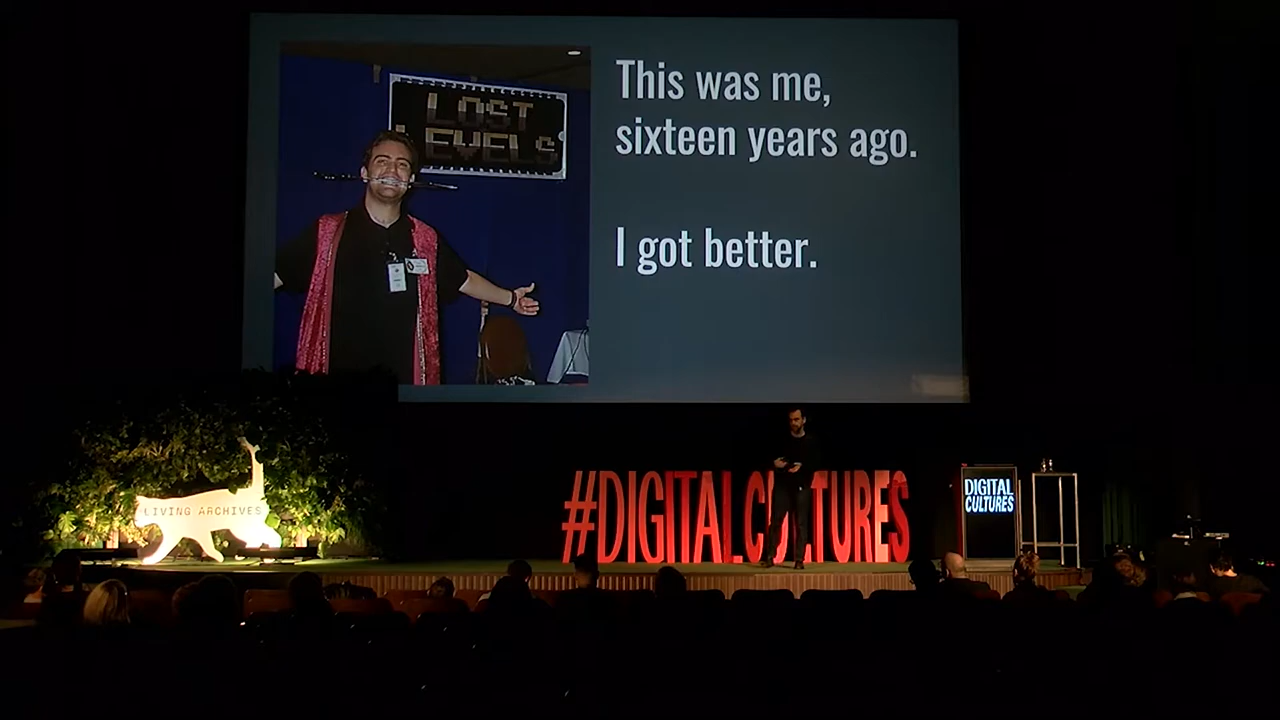 LOST
LEVELS
This was me,
sixteen years ago.
I got better.
LIVING ARCHIVES
#DIGITALCULTURES
DIGITAL
CULTURES